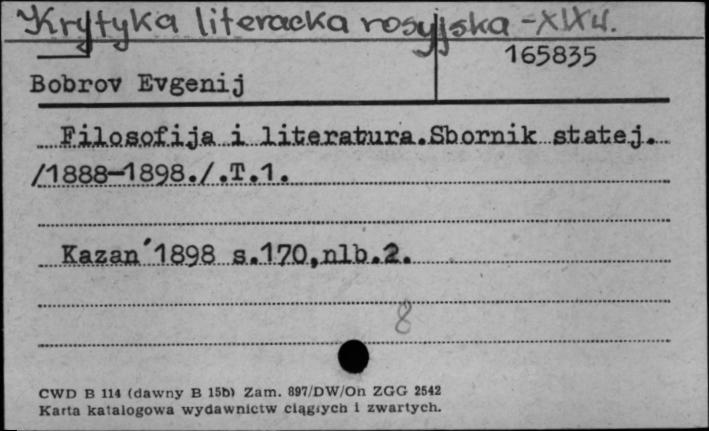 Krytyka literacka rosyjska - XIX w.
165835
Bobrov Evgenij
Filosofija i literatura.Sbornik statej.
/1888-1898./.T.1.
Kazan´1898 s.170,nlb.2.
8
CWD B 114 (dawny B 15b) Zam. 897/DW/On ZGG 2542
Karta katalogowa wydawnictw ciągłych i zwartych.